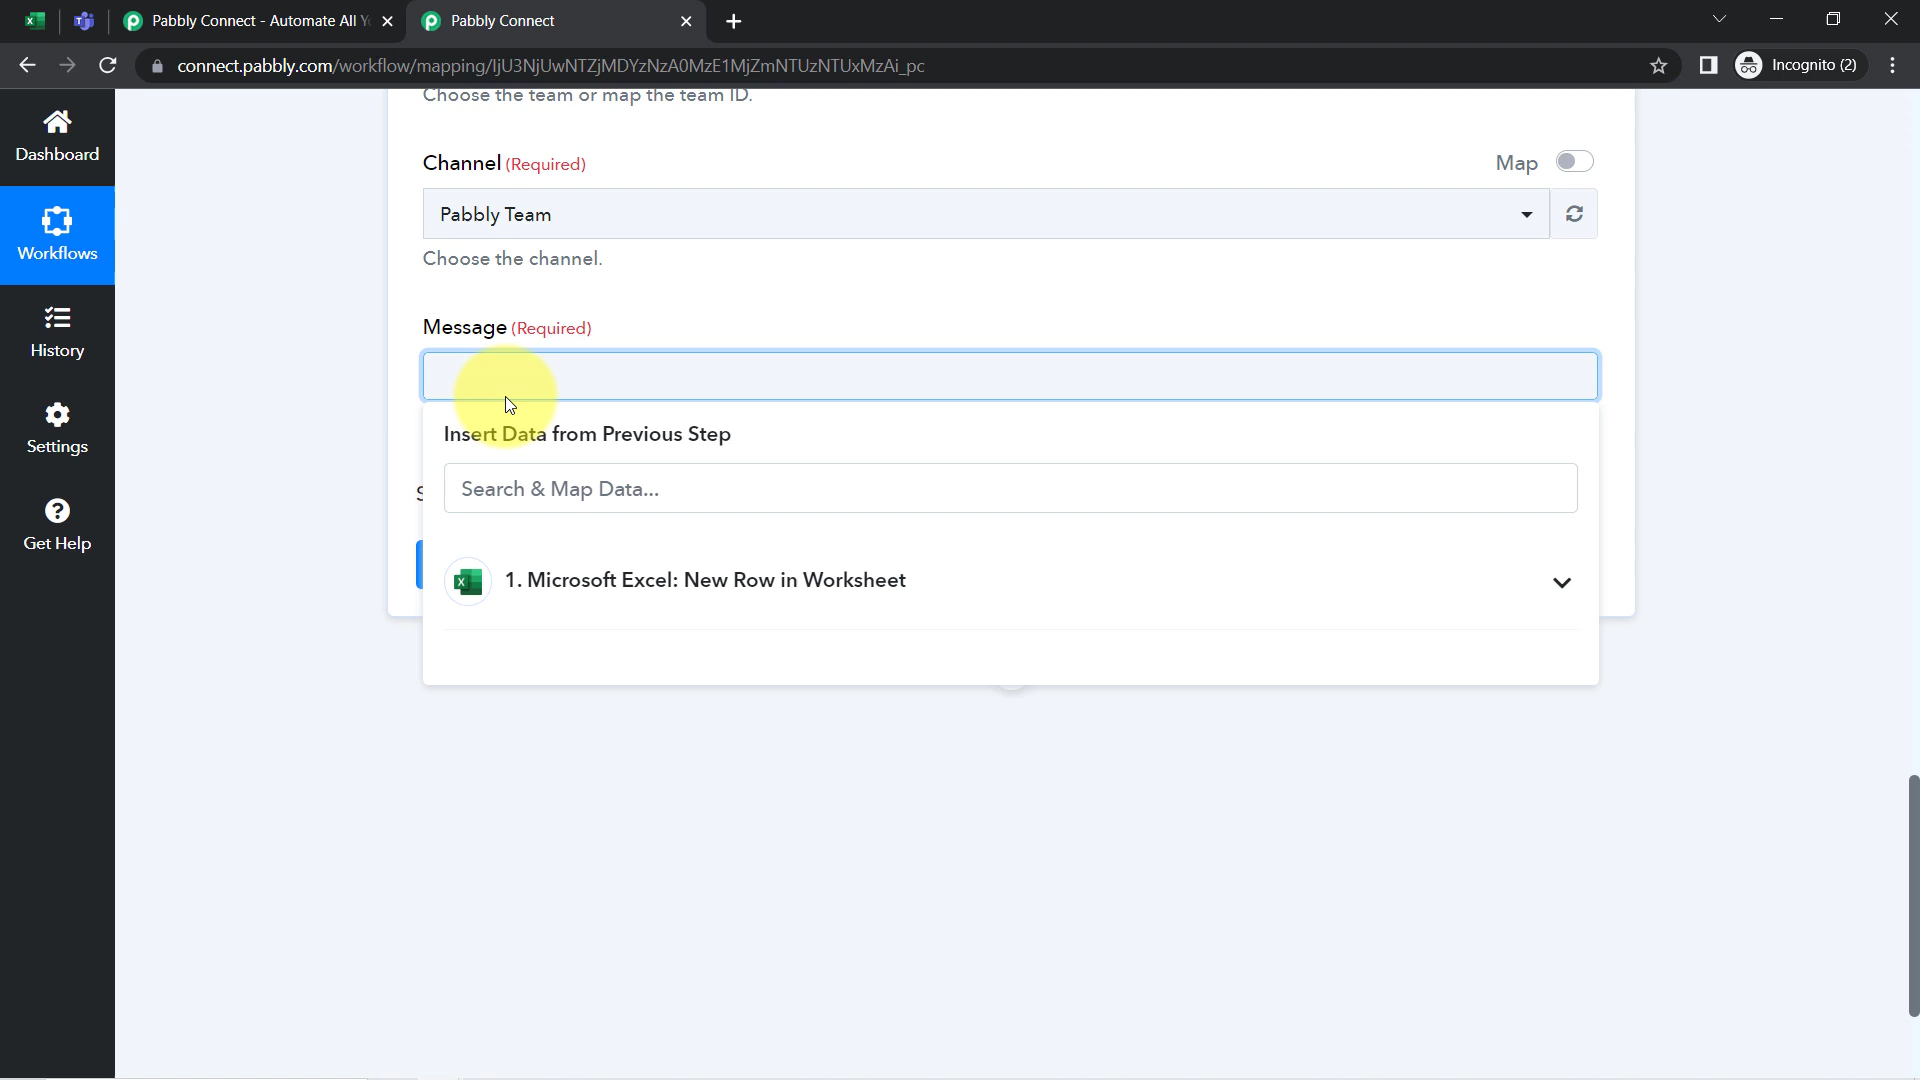 Pabbly Connect - Automate All Y
Pabbly Connect
connect.pabbly.com/workflow/mapping/IjU3NjUwNTZjMDYzNzA0MzE1MjZmNTUzNTUxMzAi_pc
Incognito (2)
Dashboard
Workflows
History
Settings
Get Help
Choose the team or map the team ID.
Channel (Required)
Map
Pabbly Team
Choose the channel.
Message (Required)
Insert Data from Previous Step
Search & Map Data...
S
1. Microsoft Excel: New Row in Worksheet